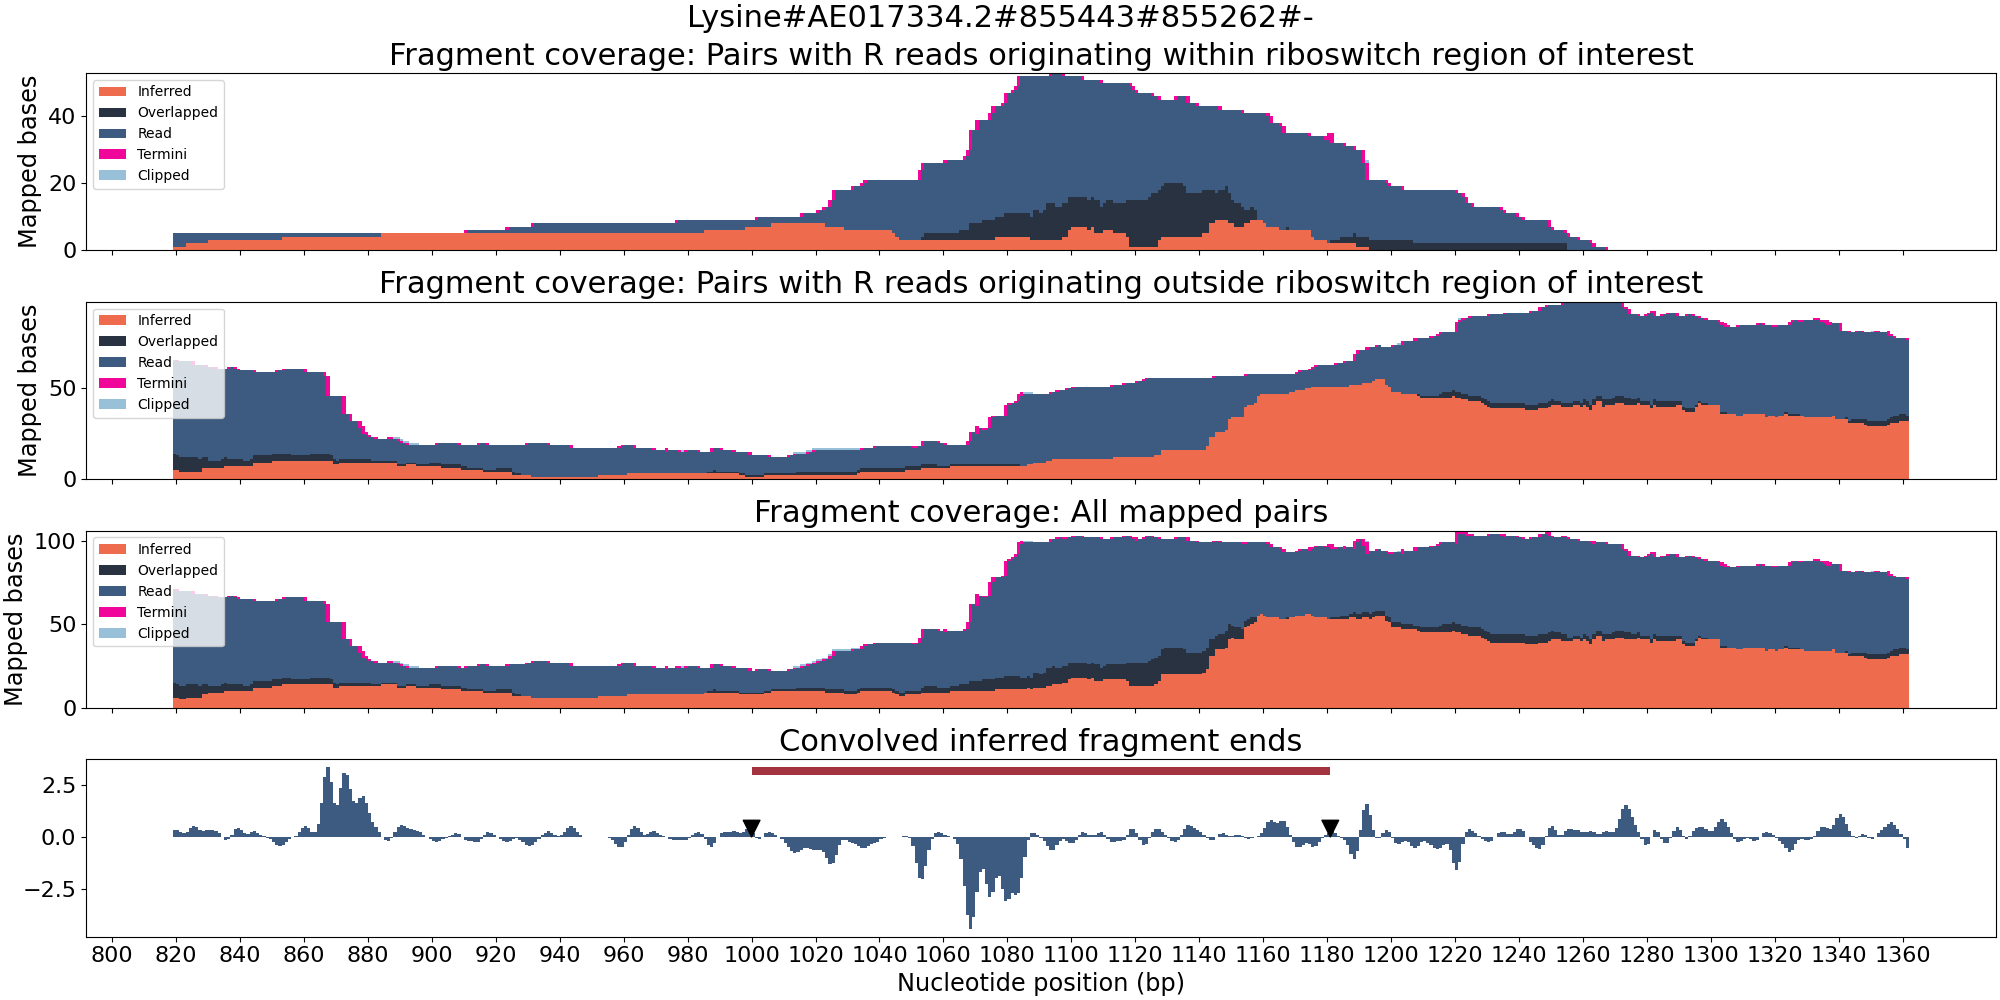 Lysine#AE017334.2#855443#855262#-
Fragment coverage: Pairs with R reads originating within riboswitch region of interest
Mapped bases
40
20
0
Inferred
Overlapped
Read
Termini
Clipped
Fragment coverage: Pairs with R reads originating outside riboswitch region of interest
Mapped bases
50
0
Inferred
Overlapped
Read
Termini
Clipped
Fragment coverage: All mapped pairs
Mapped bases
100
50
0
Inferred
Overlapped
Read
Termini
Clipped
Convolved inferred fragment ends
2.5
0.0
−2.5
800 820 840 860 880 900 920 940 960 980 1000 1020 1040 1060 1080 1100 1120 1140 1160 1180 1200 1220 1240 1260 1280 1300 1320 1340 1360
Nucleotide position (bp)